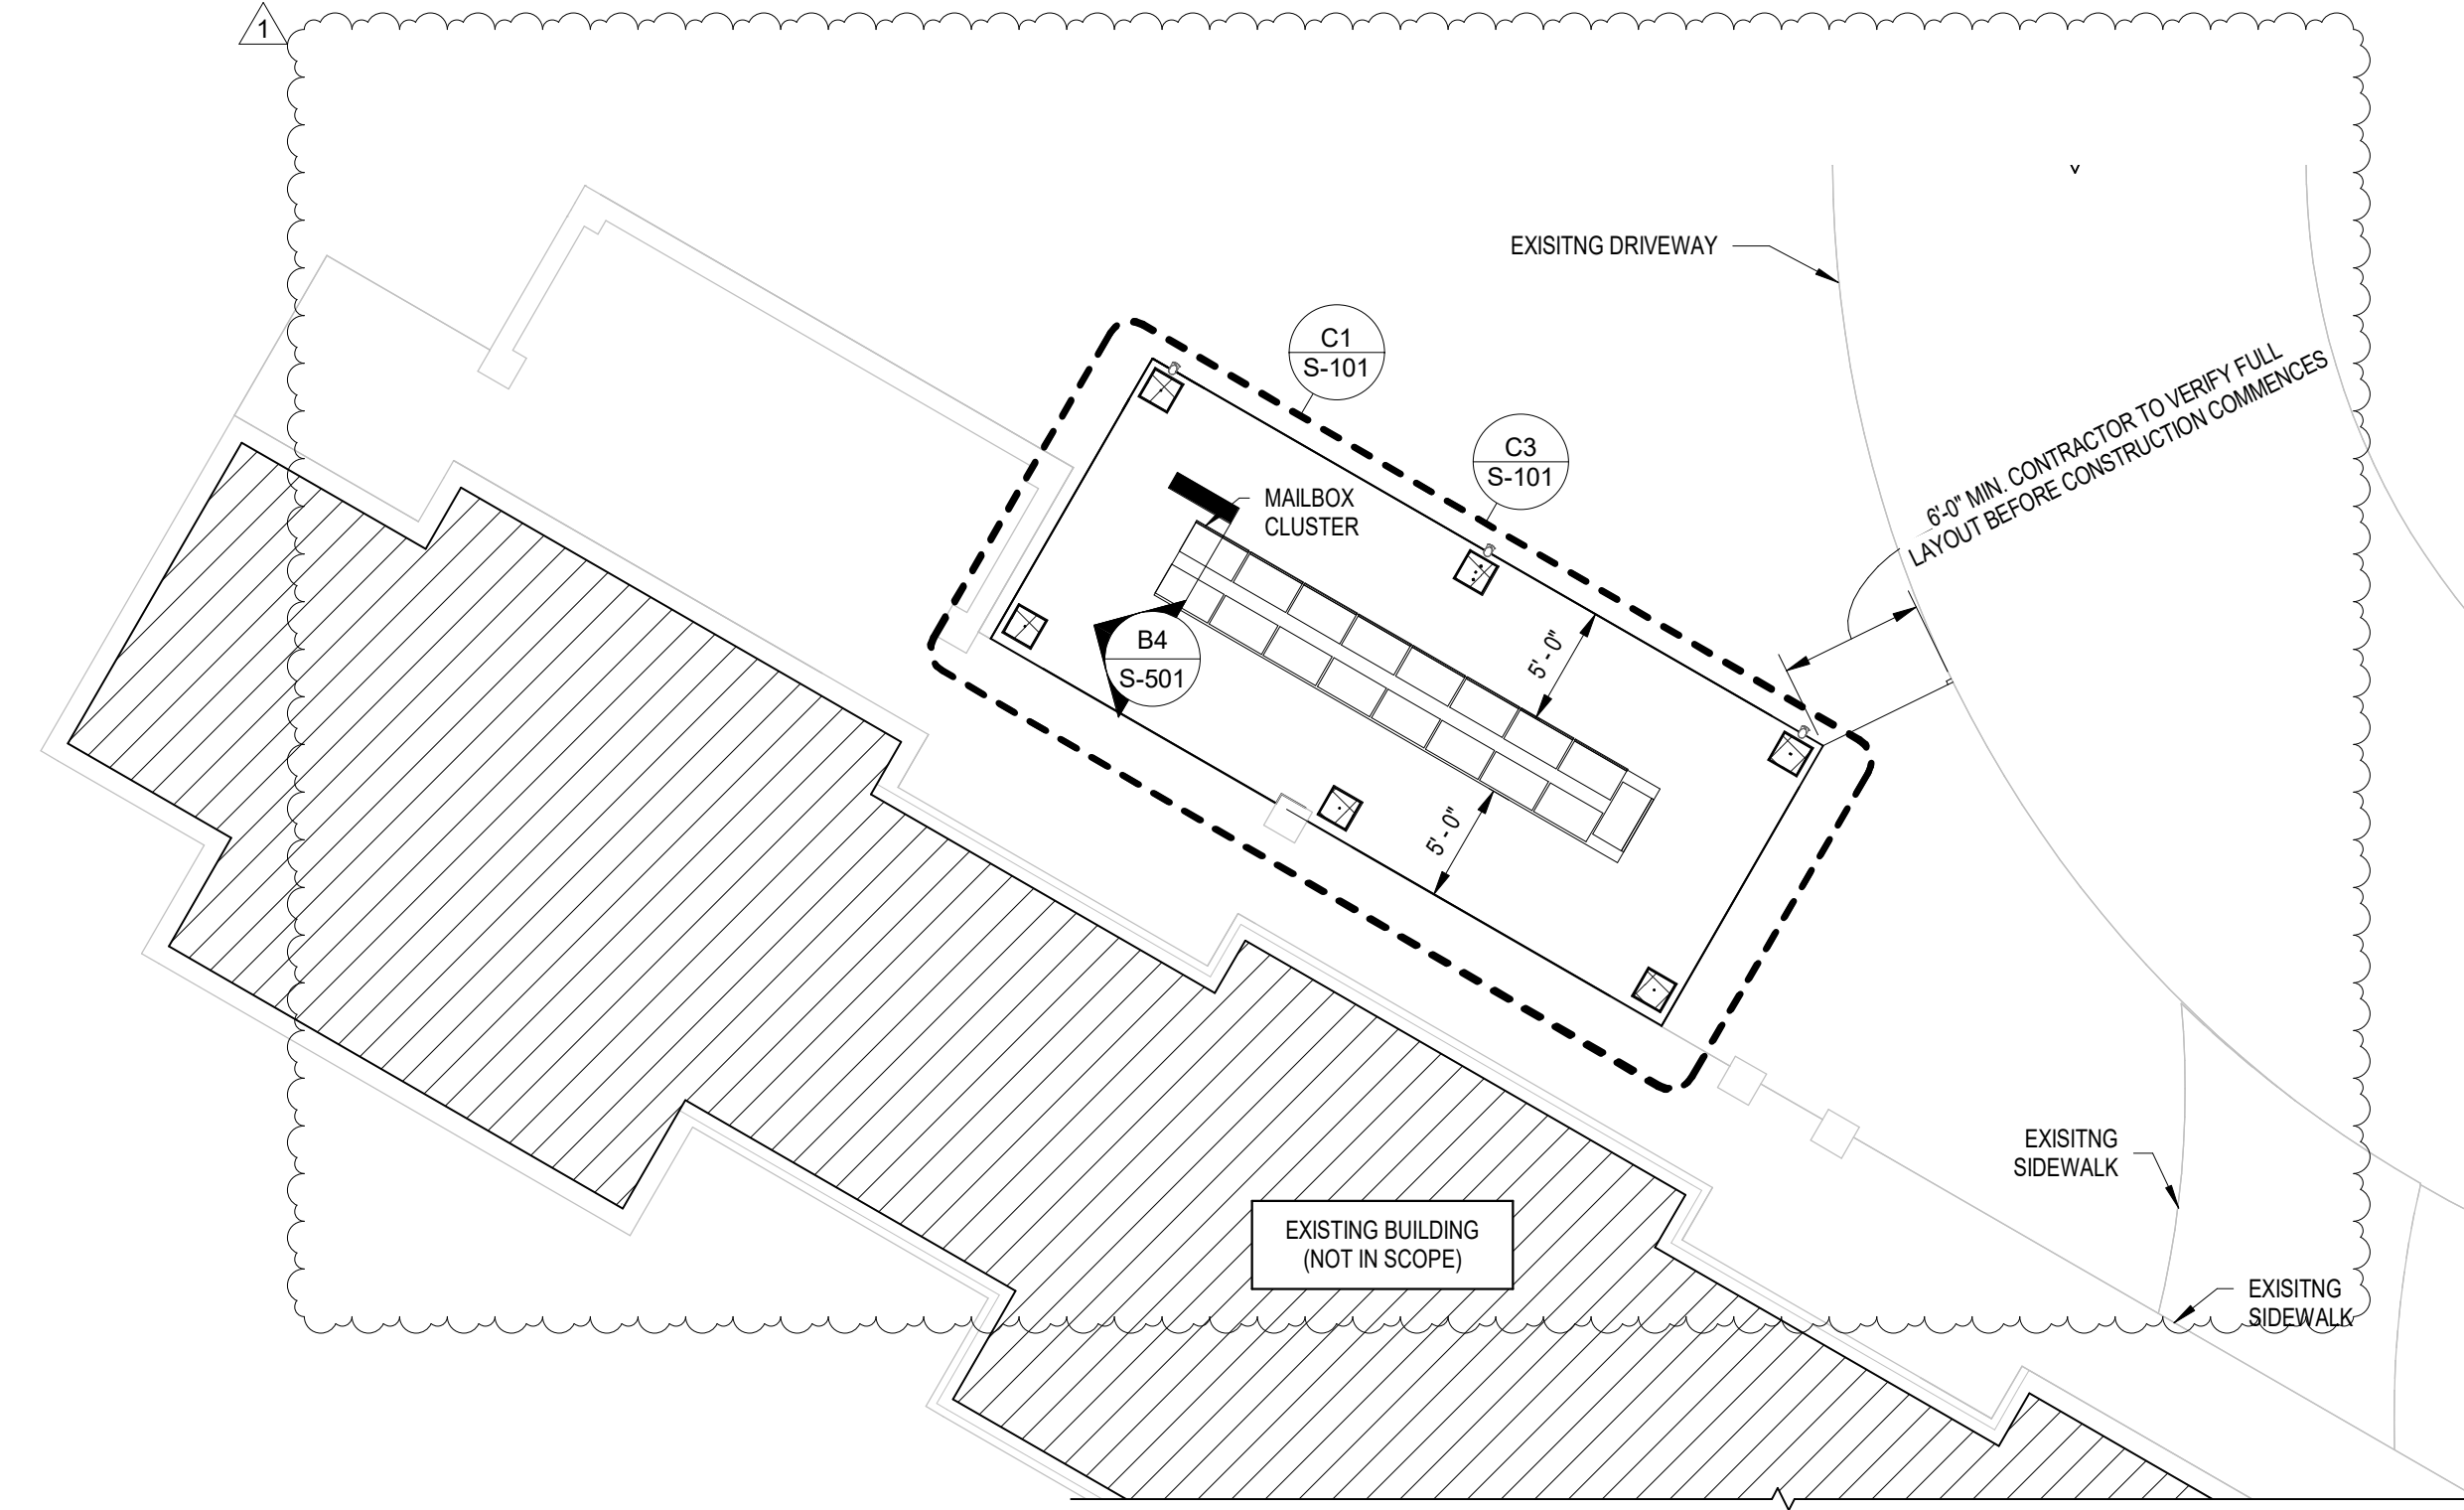 1
EXISITNG DRIVEWAY
C1
S-101
6'-0" MIN. CONTRACTOR TO VERIFY FULL
LAYOUT BEFORE CONSTRUCTION COMMENCES
C3
S-101
MAILBOX
CLUSTER
B4
S-501
5' - 0"
5' - 0"
EXISITNG
SIDEWALK
EXISTING BUILDING
(NOT IN SCOPE)
EXISITNG
SIDEWALK